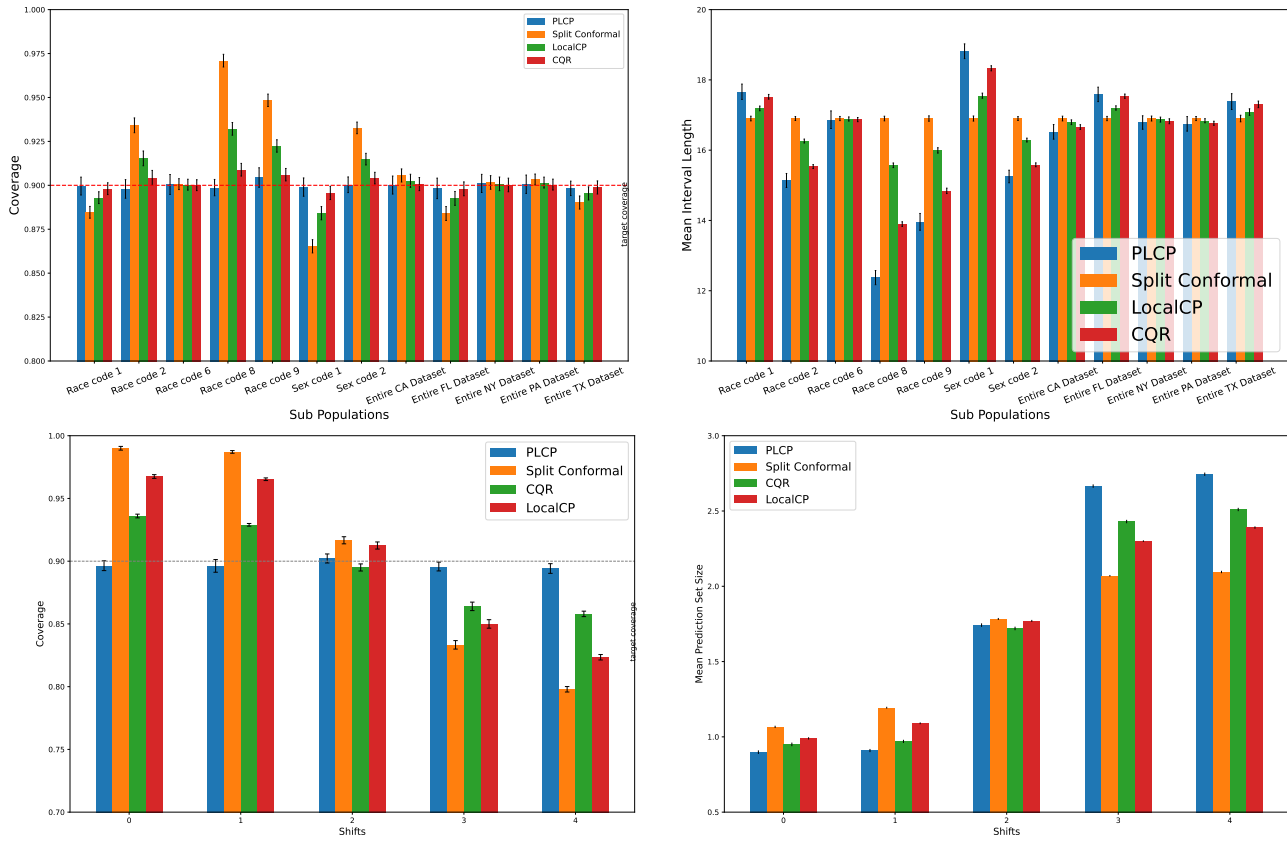 1.000
0.975
0.950
0.925
0.900
0.875
0.850
0.825
0.800
Coverage
PLCP
Split Conformal
LocalCP
CQR
target coverage
Race code 1
Race code 2
Race code 6
Race code 8
Race code 9
Sex code 1
Sex code 2
Entire CA Dataset
Entire FL Dataset
Entire NY Dataset
Entire PA Dataset
Entire TX Dataset
Sub Populations
20
18
16
14
12
10
Mean Interval Length
PLCP
Split Conformal
LocalCP
CQR
Race code 1
Race code 2
Race code 6
Race code 8
Race code 9
Sex code 1
Sex code 2
Entire CA Dataset
Entire FL Dataset
Entire NY Dataset
Entire PA Dataset
Entire TX Dataset
Sub Populations
1.00
0.95
0.90
0.85
0.80
0.75
0.70
Coverage
PLCP
Split Conformal
CQR
LocalCP
target coverage
0 1 2 3 4
Shifts
3.0
2.5
2.0
1.5
1.0
0.5
Mean Prediction Set Size
PLCP
Split Conformal
CQR
LocalCP
0 1 2 3 4
Shifts